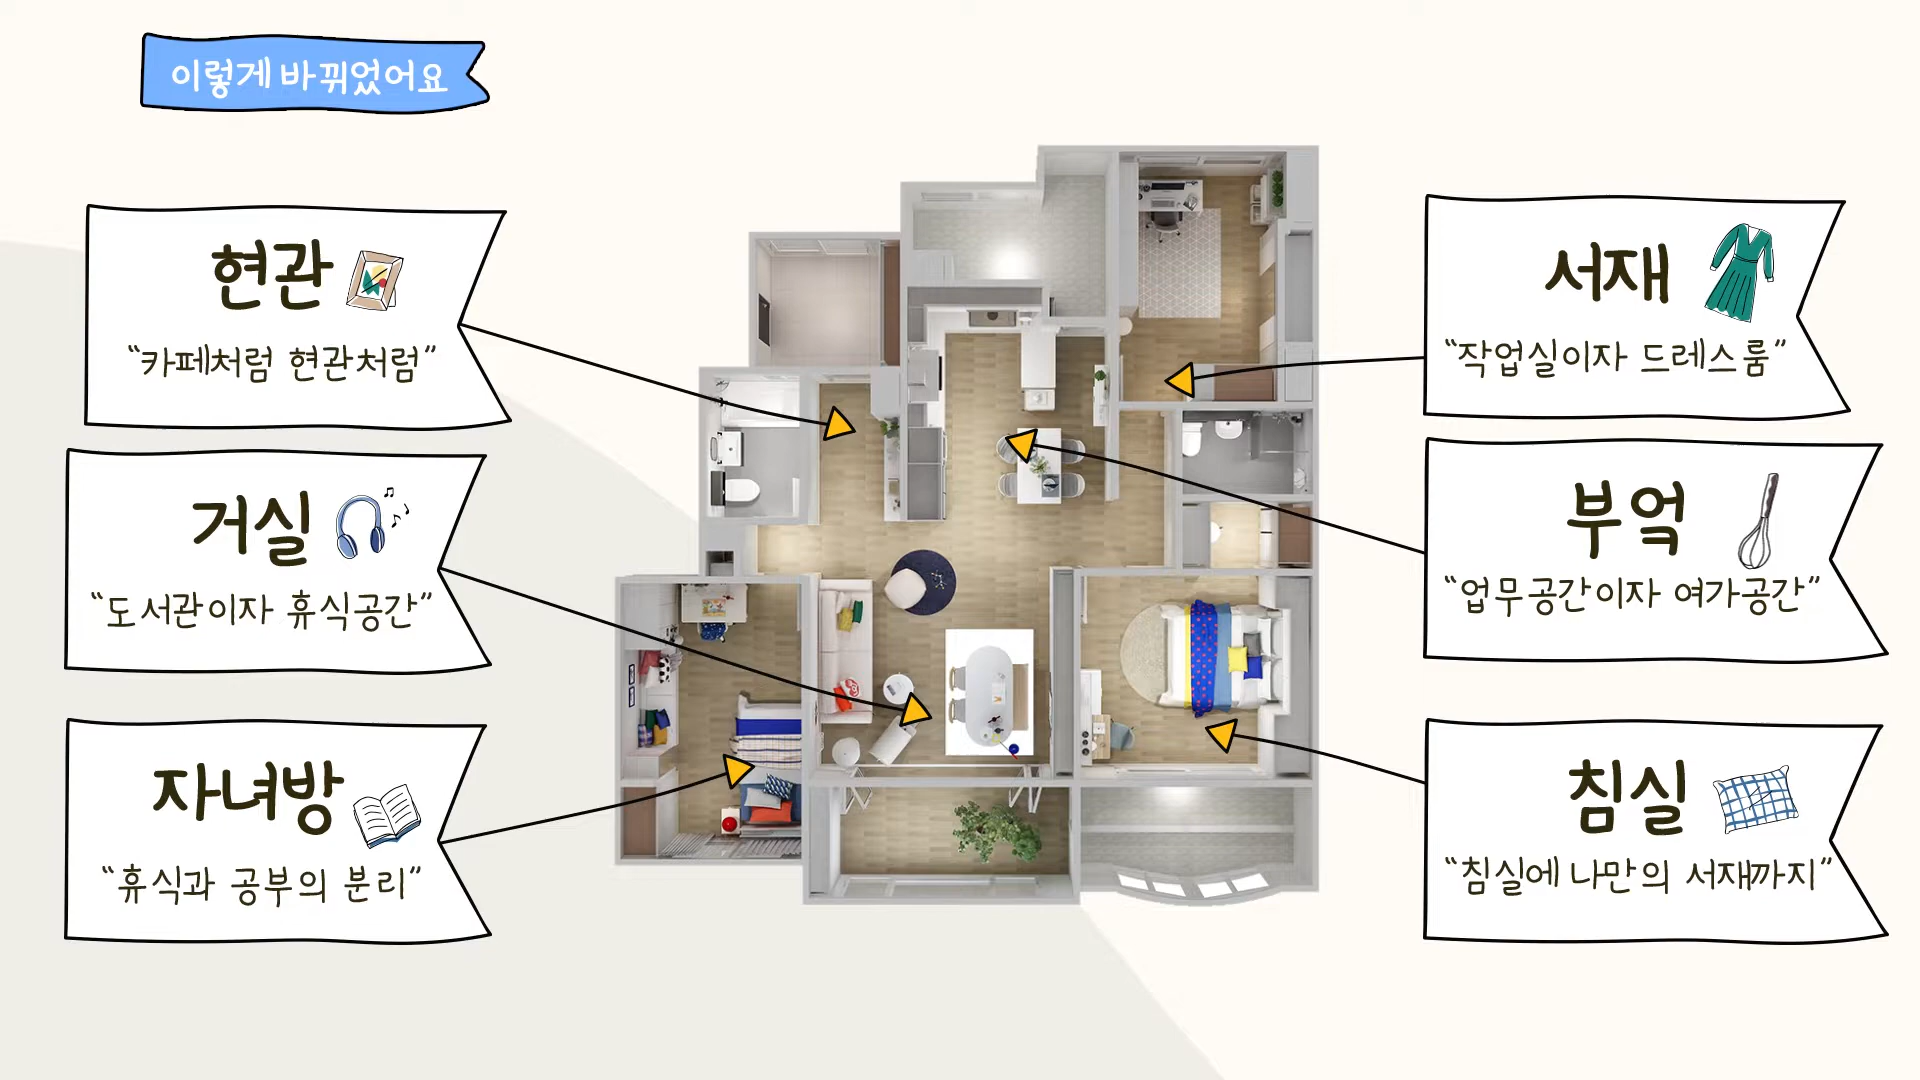 이렇게 바뀌었어요
현관
“카페처럼 현관처럼”
거실
“도서관이자 휴식공간”
자녀방
“휴식과 공부의 분리”
서재
“작업실이자 드레스룸”
부엌
“업무공간이자 여가공간”
침실
“침실에 나만의 서재까지”